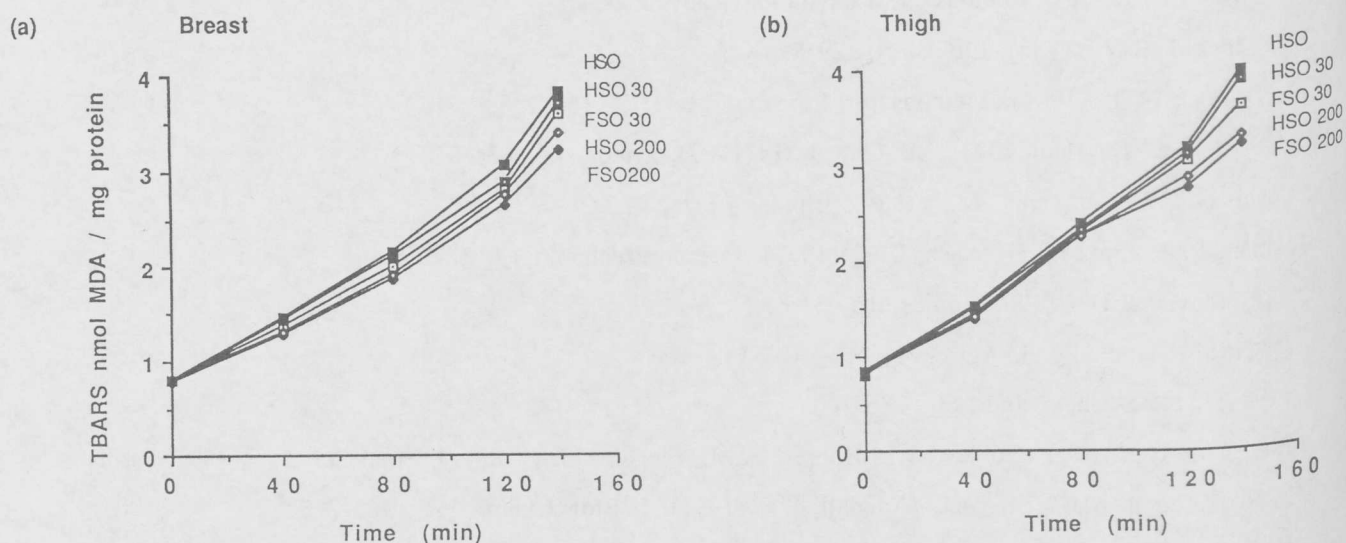 (a) Breast
HSO
HSO 30
FSO 30
HSO 200
FSO200
4
3
2
1
0
TBARS nmol MDA / mg protein
0 40 80 120 160
Time (min)
(b) Thigh
HSO
HSO 30
FSO 30
HSO 200
FSO 200
4
3
2
1
0
0 40 80 120 160
Time (min)